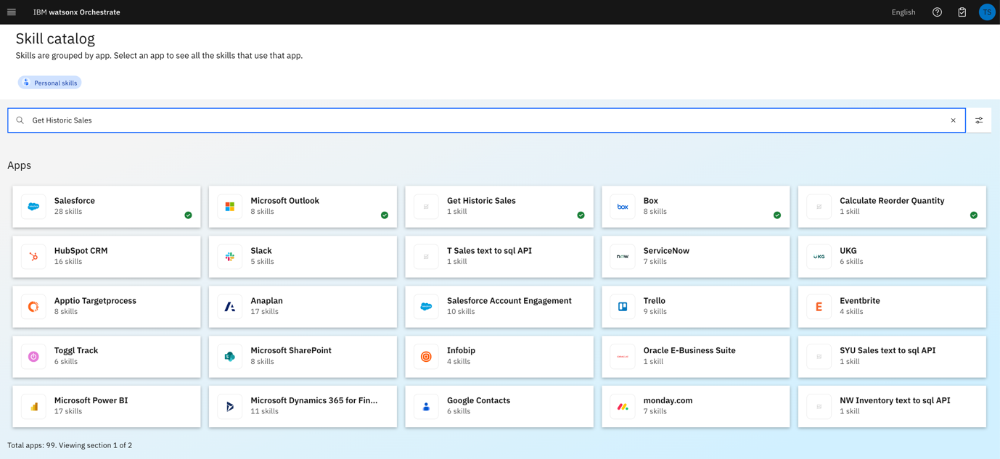 IBM watsonx Orchestrate
English
TS
Skill catalog
Skills are grouped by app. Select an app to see all the skills that use that app.
Personal skills
Get Historic Sales
Apps
Salesforce
28 skills
Microsoft Outlook
8 skills
Get Historic Sales
1 skill
box
Box
8 skills
Calculate Reorder Quantity
1 skill
HubSpot CRM
16 skills
Slack
5 skills
T Sales text to sql API
1 skill
now
ServiceNow
7 skills
UKG
UKG
6 skills
Apptio Targetprocess
8 skills
Anaplan
17 skills
Salesforce Account Engagement
10 skills
Trello
9 skills
E
Eventbrite
4 skills
Toggl Track
6 skills
S
Microsoft SharePoint
8 skills
Infobip
4 skills
Oracle E-Business Suite
1 skill
SYU Sales text to sql API
1 skill
Microsoft Power BI
17 skills
Microsoft Dynamics 365 for Fin...
11 skills
Google Contacts
6 skills
monday.com
7 skills
NW Inventory text to sql API
1 skill
Total apps: 99. Viewing section 1 of 2